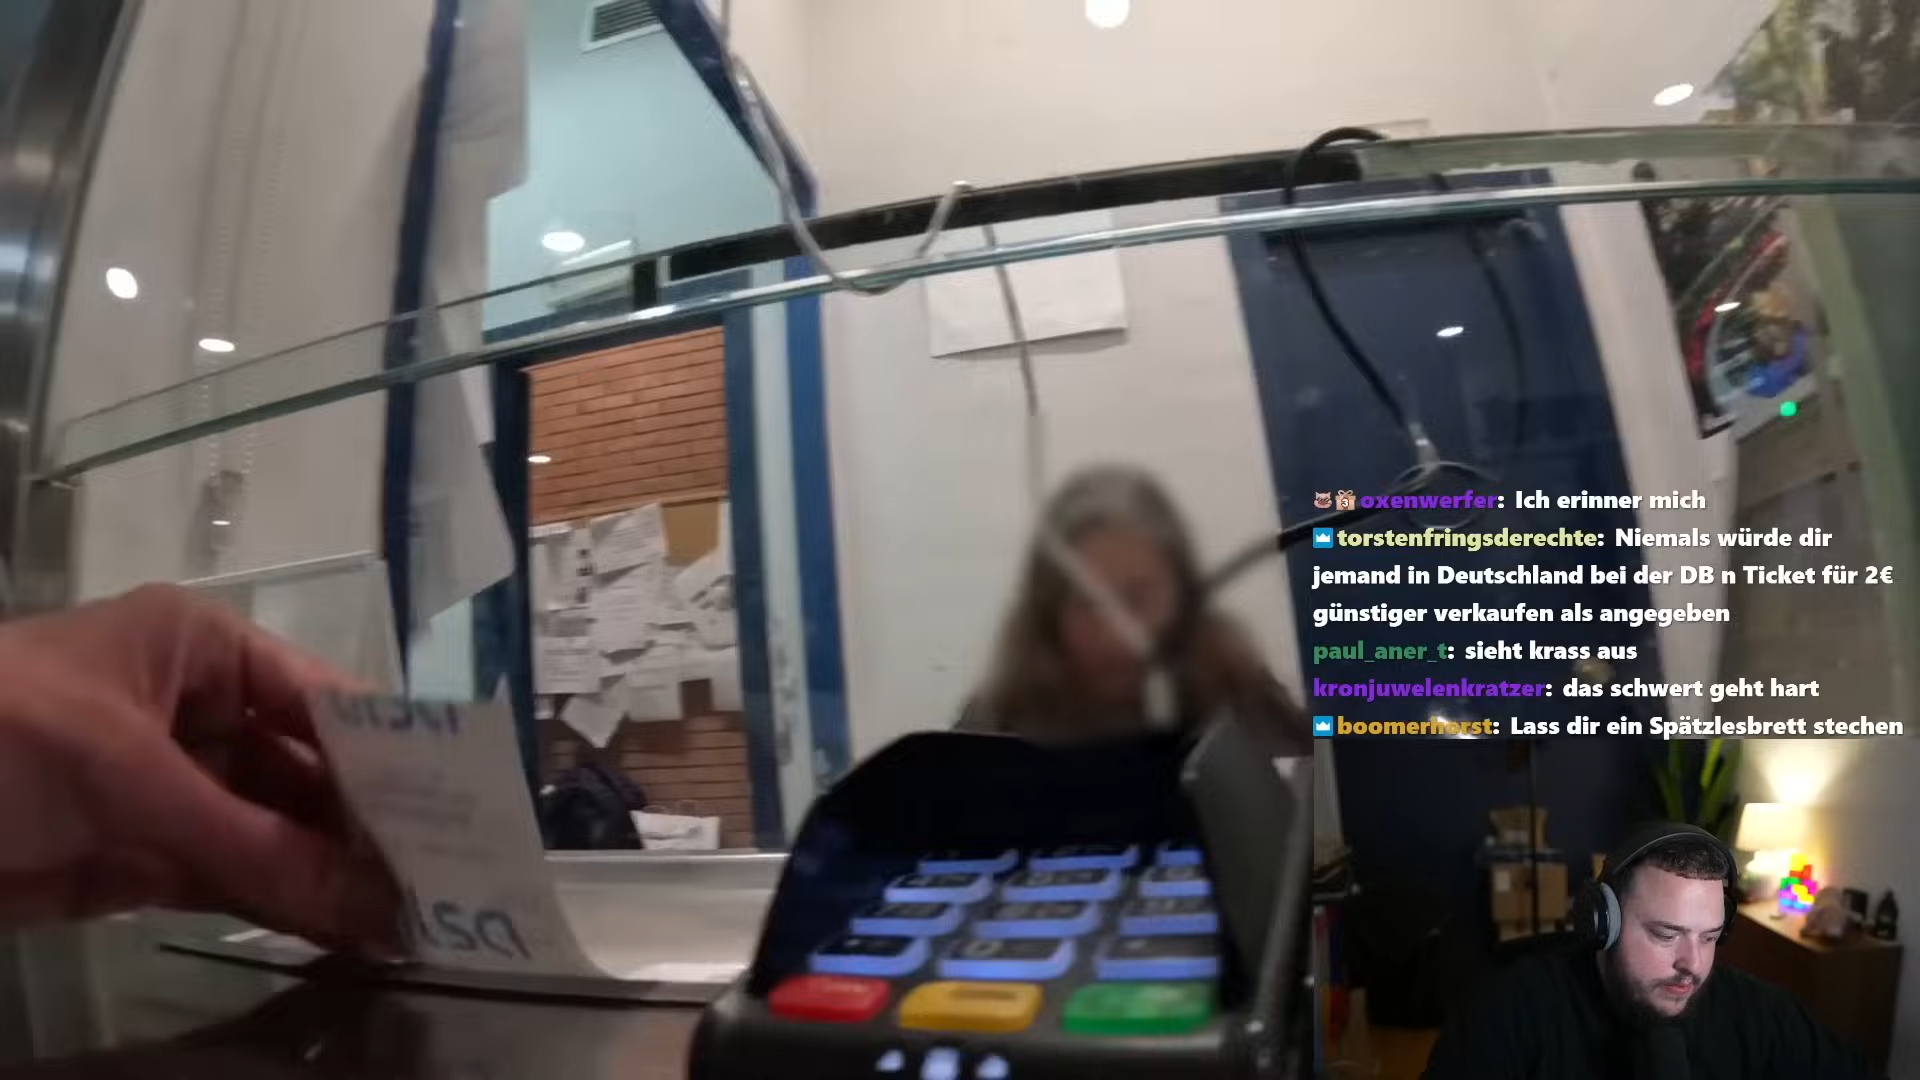 oxenwerfer: Ich erinner mich
torstenfringsderechte: Niemals würde dir
jemand in Deutschland bei der DB n Ticket für 2€
günstiger verkaufen als angegeben
paul_aner_t: sieht krass aus
kronjuwelenkratzer: das schwert geht hart
boomerhorst: Lass dir ein Spätzlesbrett stechen